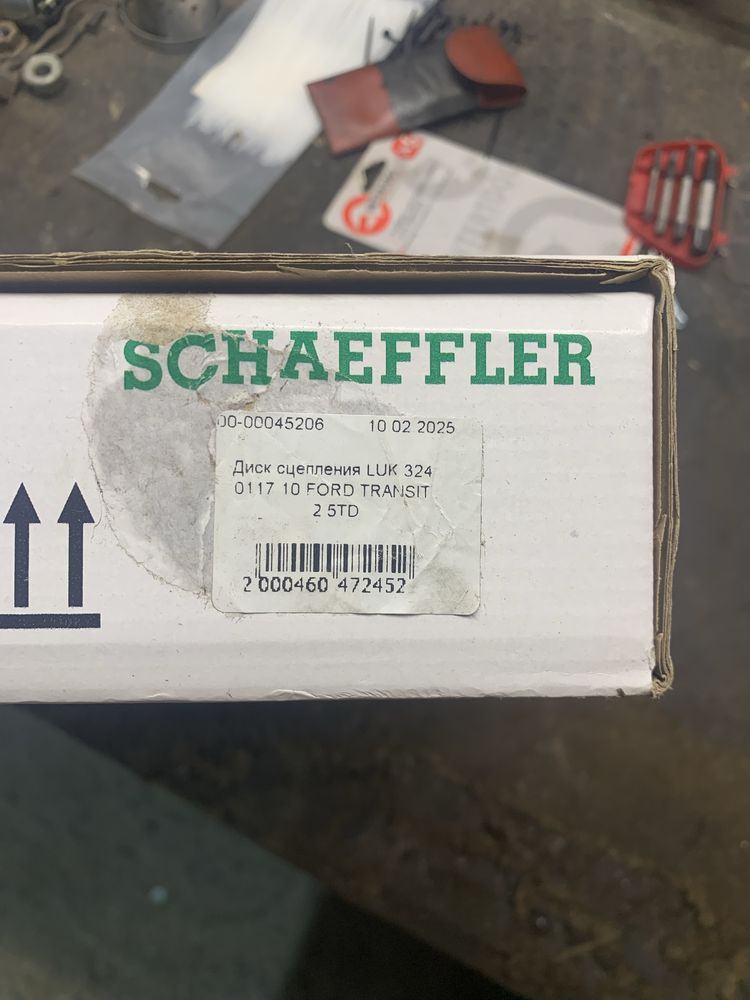 SCHAEFFLER
00-00045206 10 02 2025
Диск сцепления LUK 324
0117 10 FORD TRANSIT
2 5TD
2 000460 472452